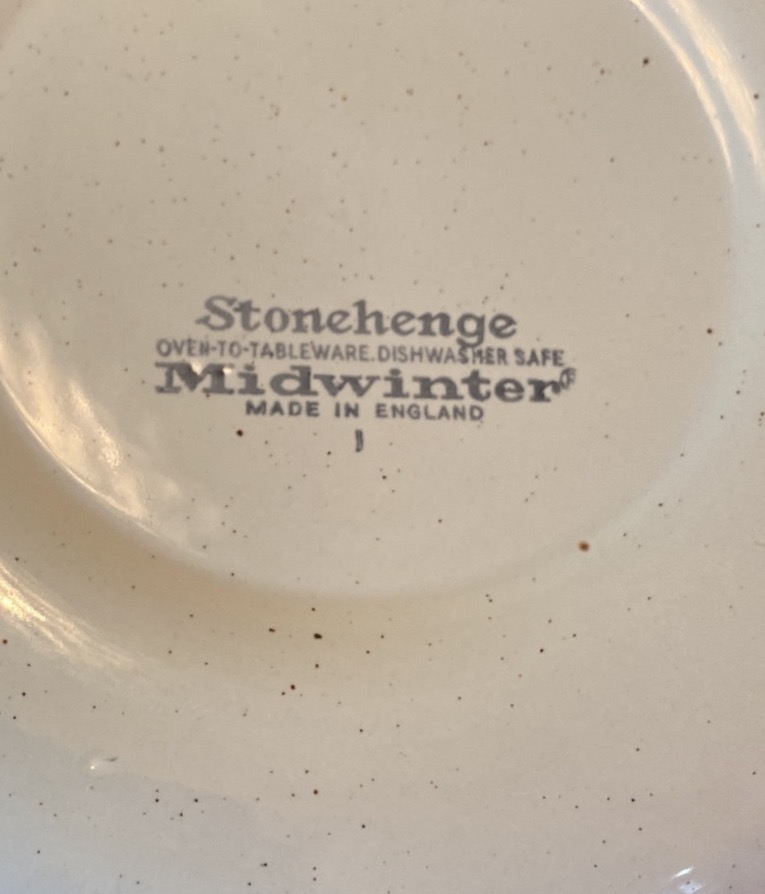 Stonehenge
OVEN-TO-TABLEWARE.DISHWASHER SAFE
Midwinter®
MADE IN ENGLAND